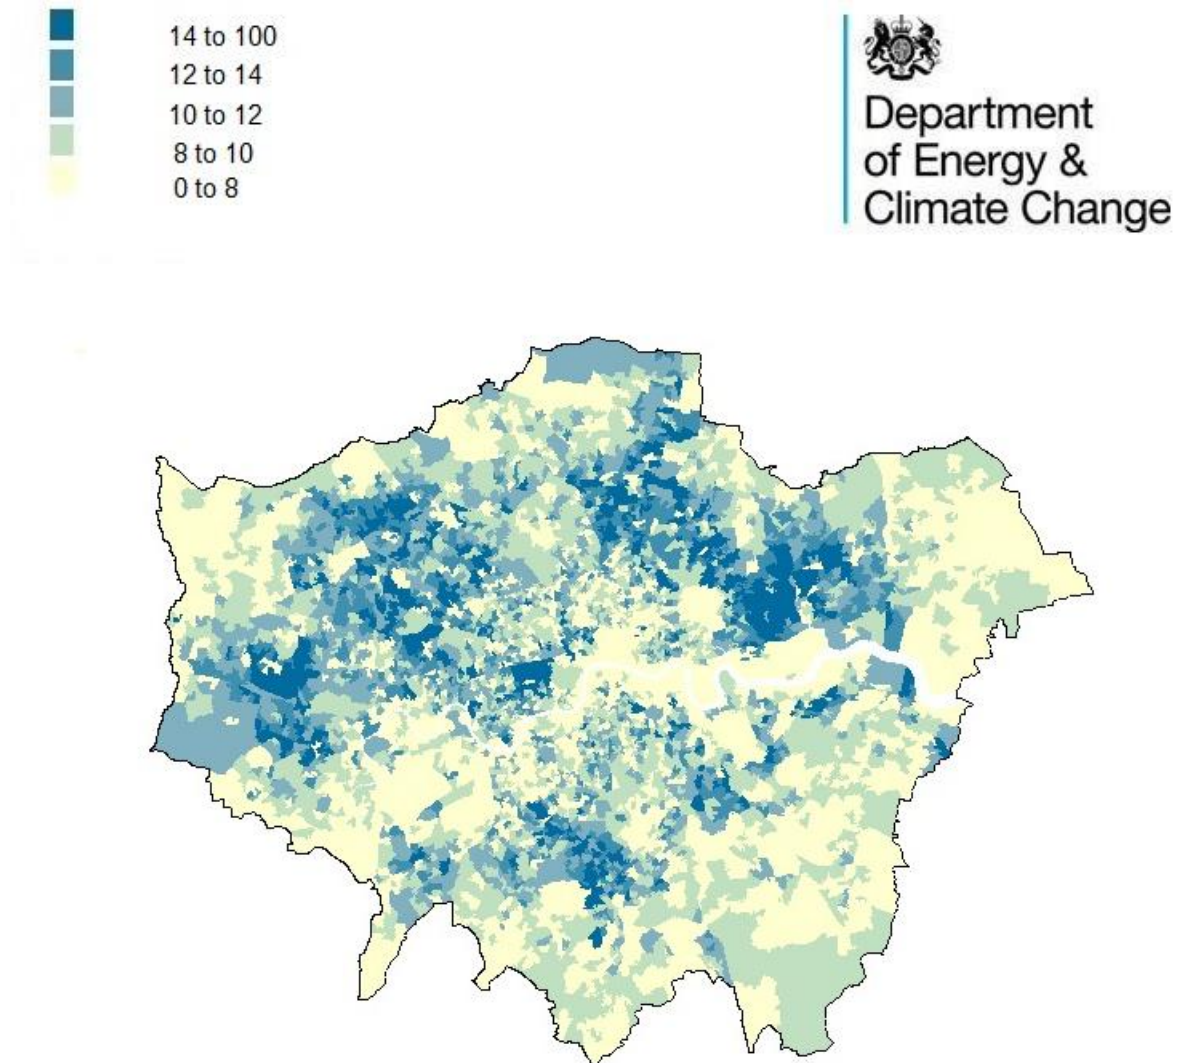 14 to 100
12 to 14
10 to 12
8 to 10
0 to 8
Department
of Energy &
Climate Change